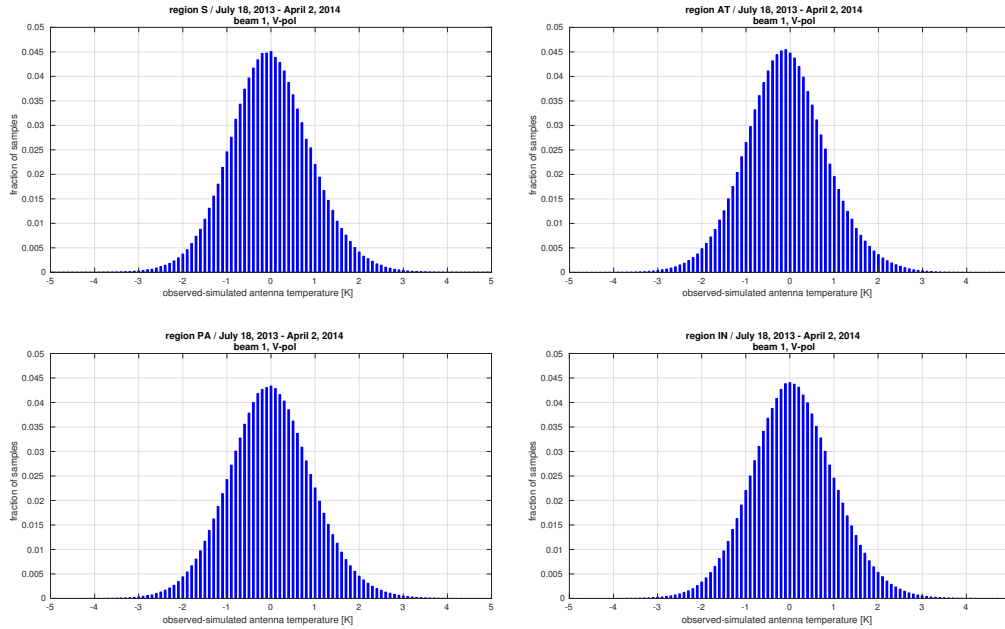 region S / July 18, 2013 - April 2, 2014
beam 1, V-pol
0.05
0.045
0.04
0.035
0.03
0.025
0.02
0.015
0.01
0.005
0
fraction of samples
-5 -4 -3 -2 -1 0 1 2 3 4 5
observed-simulated antenna temperature [K]
region AT / July 18, 2013 - April 2, 2014
beam 1, V-pol
0.05
0.045
0.04
0.035
0.03
0.025
0.02
0.015
0.01
0.005
0
fraction of samples
-5 -4 -3 -2 -1 0 1 2 3 4
observed-simulated antenna temperature [K]
region PA / July 18, 2013 - April 2, 2014
beam 1, V-pol
0.05
0.045
0.04
0.035
0.03
0.025
0.02
0.015
0.01
0.005
0
fraction of samples
-5 -4 -3 -2 -1 0 1 2 3 4 5
observed-simulated antenna temperature [K]
region IN / July 18, 2013 - April 2, 2014
beam 1, V-pol
0.05
0.045
0.04
0.035
0.03
0.025
0.02
0.015
0.01
0.005
0
fraction of samples
-5 -4 -3 -2 -1 0 1 2 3 4
observed-simulated antenna temperature [K]